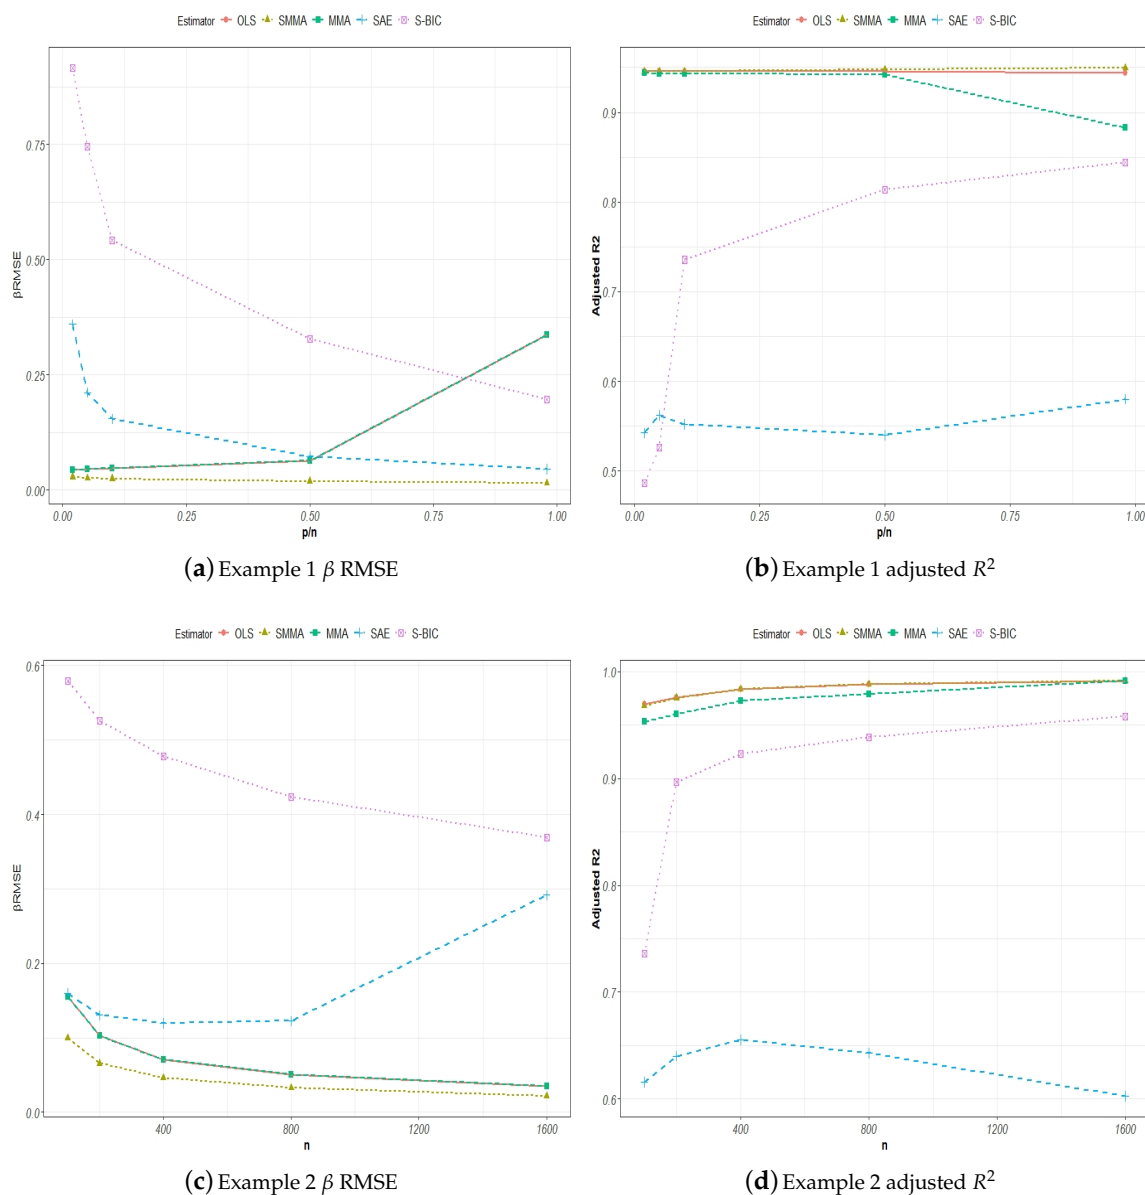 Estimator OLS SMMA MMA SAE S-BIC
Estimator OLS SMMA MMA SAE S-BIC
βRMSE
0.75
0.50
0.25
0.00
0.00 0.25 0.50 0.75 1.00
p/n
Adjusted R2
0.9
0.8
0.7
0.6
0.5
0.00 0.25 0.50 0.75 1.00
p/n
(a) Example 1 β RMSE
(b) Example 1 adjusted R²
Estimator OLS SMMA MMA SAE S-BIC
Estimator OLS SMMA MMA SAE S-BIC
βRMSE
0.6
0.4
0.2
0.0
400 800 1200 1600
n
Adjusted R2
1.0
0.9
0.8
0.7
0.6
400 800 1200 1600
n
(c) Example 2 β RMSE
(d) Example 2 adjusted R²